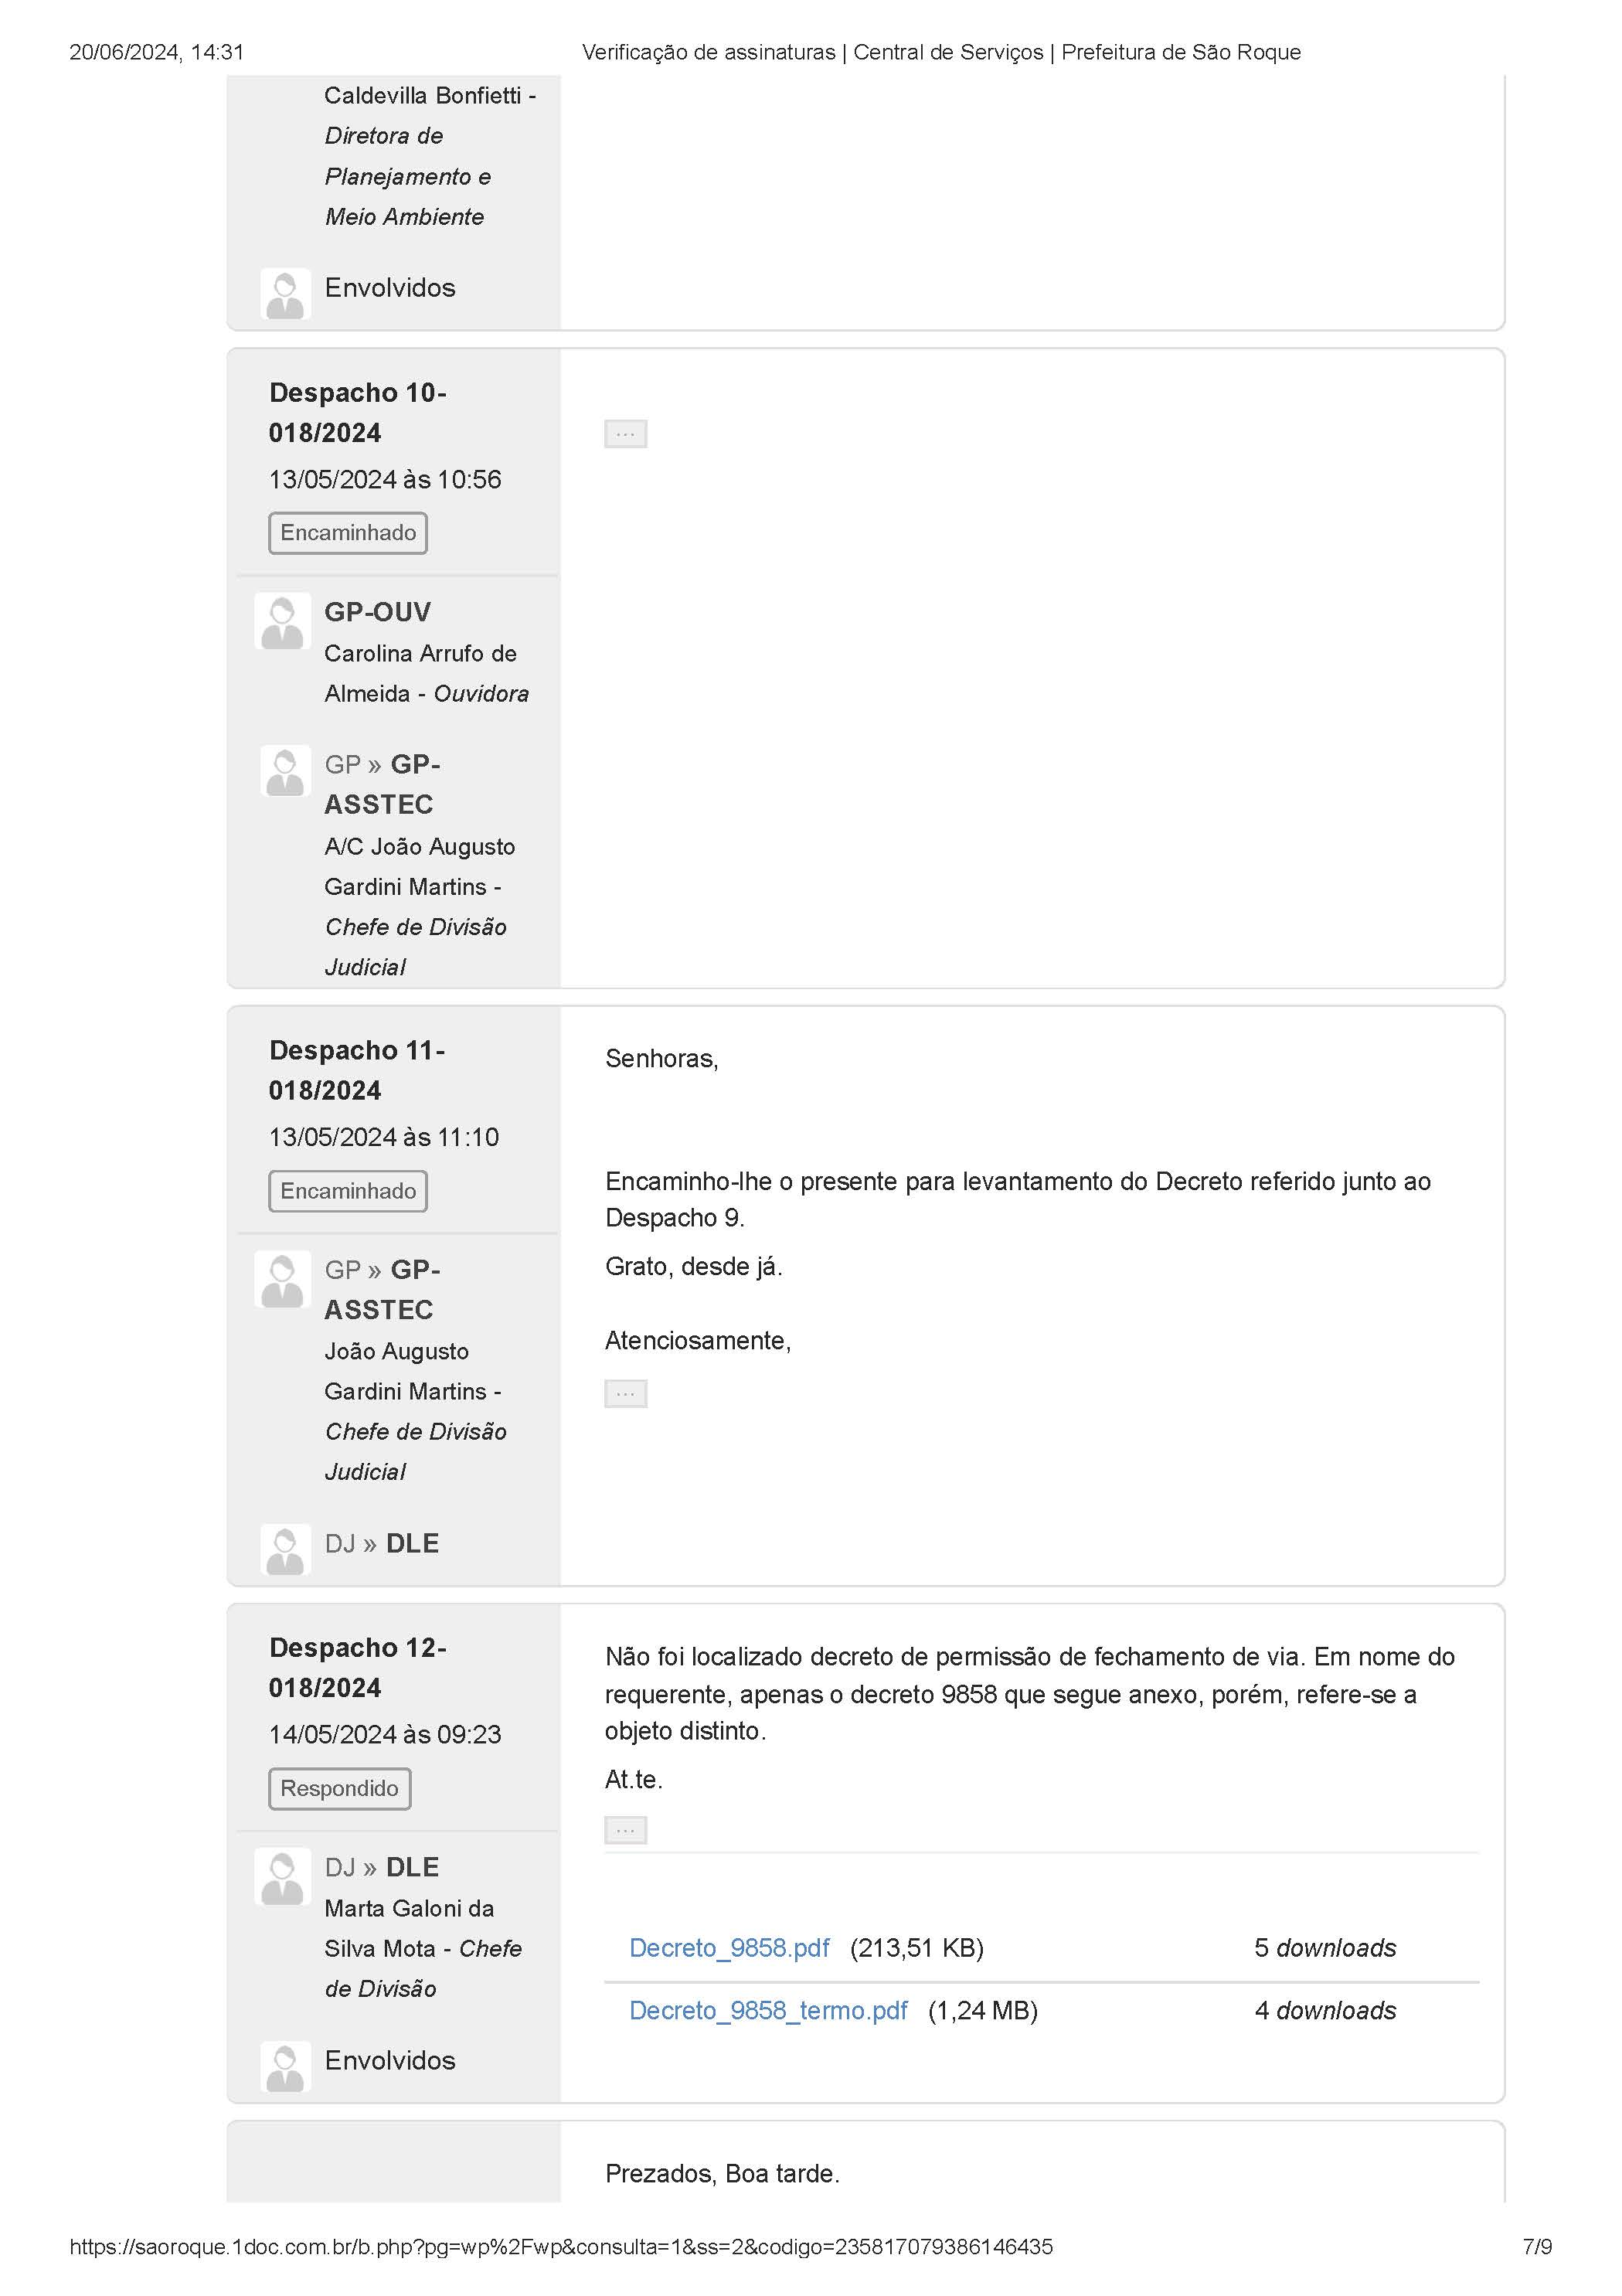 20/06/2024, 14:31
Verificação de assinaturas | Central de Serviços | Prefeitura de São Roque
Caldevilla Bonfietti -
Diretora de
Planejamento e
Meio Ambiente
Envolvidos
Despacho 10-
018/2024
13/05/2024 às 10:56
Encaminhado
...
GP-OUV
Carolina Arrufo de
Almeida - Ouvidora
GP » GP-
ASSTEC
A/C João Augusto
Gardini Martins -
Chefe de Divisão
Judicial
Despacho 11-
018/2024
13/05/2024 às 11:10
Encaminhado
GP » GP-
ASSTEC
João Augusto
Gardini Martins -
Chefe de Divisão
Judicial
DJ » DLE
Senhoras,
Encaminho-lhe o presente para levantamento do Decreto referido junto ao
Despacho 9.
Grato, desde já.
Atenciosamente,
...
Despacho 12-
018/2024
14/05/2024 às 09:23
Respondido
DJ » DLE
Marta Galoni da
Silva Mota - Chefe
de Divisão
Envolvidos
Não foi localizado decreto de permissão de fechamento de via. Em nome do
requerente, apenas o decreto 9858 que segue anexo, porém, refere-se a
objeto distinto.
At.te.
...
Decreto_9858.pdf (213,51 KB) 5 downloads
Decreto_9858_termo.pdf (1,24 MB) 4 downloads
Prezados, Boa tarde.
https://saoroque.1doc.com.br/b.php?pg=wp%2Fwp&consulta=1&ss=2&codigo=235817079386146435
7/9